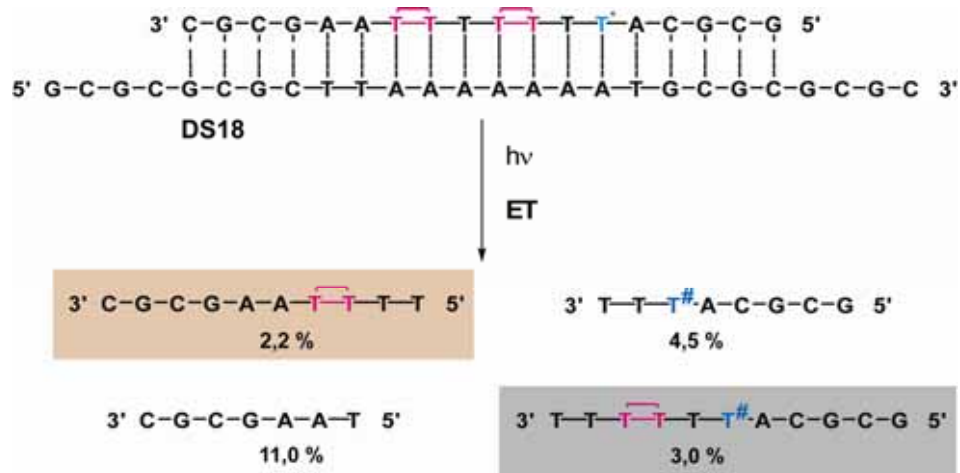 3' C-G-C-G-A-A-T-T-T-T-T-T-T*-A-C-G-C-G 5'
5' G-C-G-C-G-C-G-C-T-T-A-A-A-A-A-A-A-T-G-C-G-C-G-C-G-C 3'
DS18
hν
ET
3' C-G-C-G-A-A-T-T-T-T 5'
2,2 %
3' T-T-T#-A-C-G-C-G 5'
4,5 %
3' C-G-C-G-A-A-T 5'
11,0 %
3' T-T-T-T-T-T#-A-C-G-C-G 5'
3,0 %